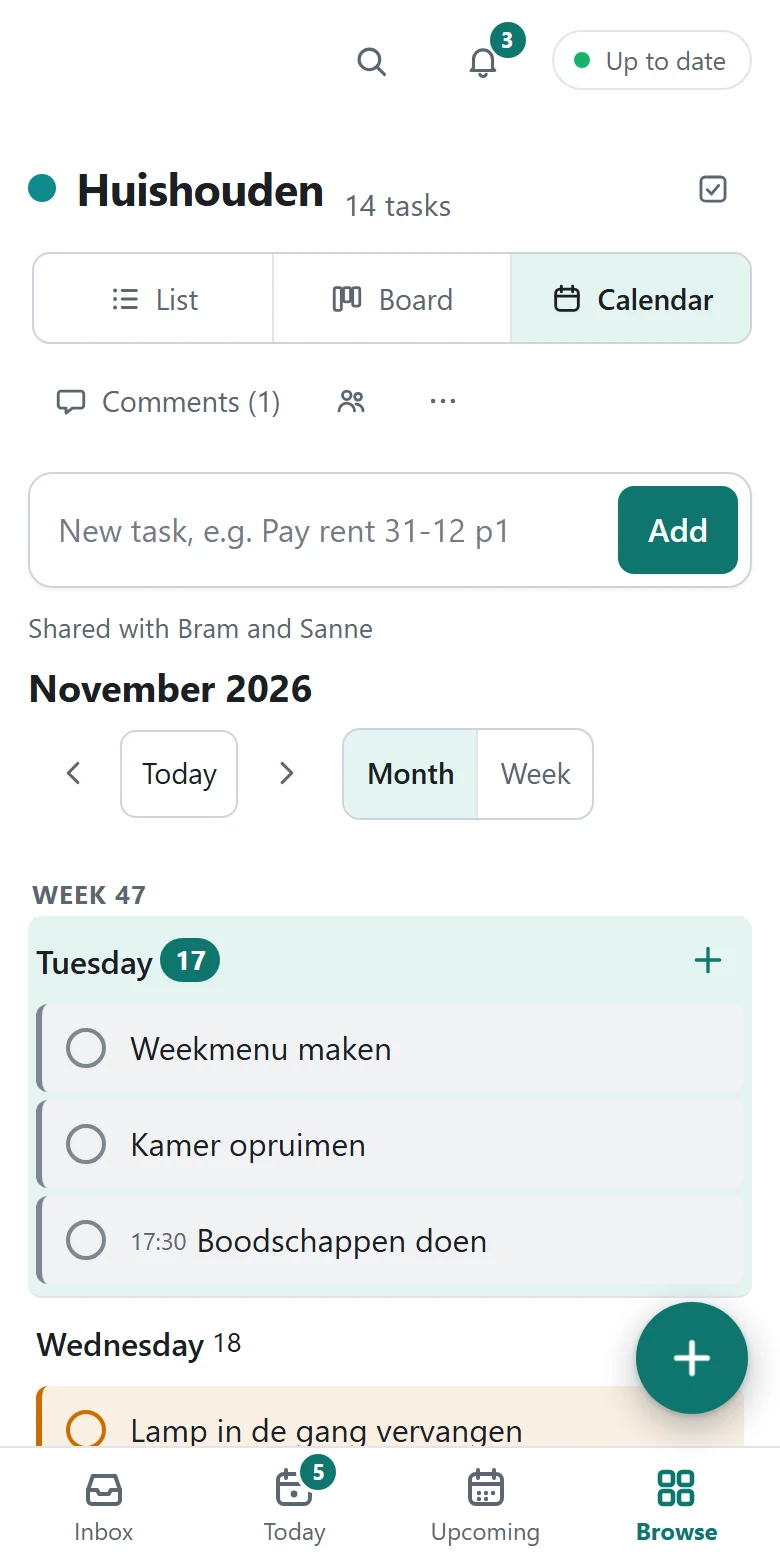 3
Up to date
Huishouden 14 tasks
List Board Calendar
Comments (1)
New task, e.g. Pay rent 31-12 p1 Add
Shared with Bram and Sanne
November 2026
Today Month Week
WEEK 47
Tuesday 17
Weekmenu maken
Kamer opruimen
17:30 Boodschappen doen
Wednesday 18
Lamp in de gang vervangen
5
Inbox Today Upcoming Browse